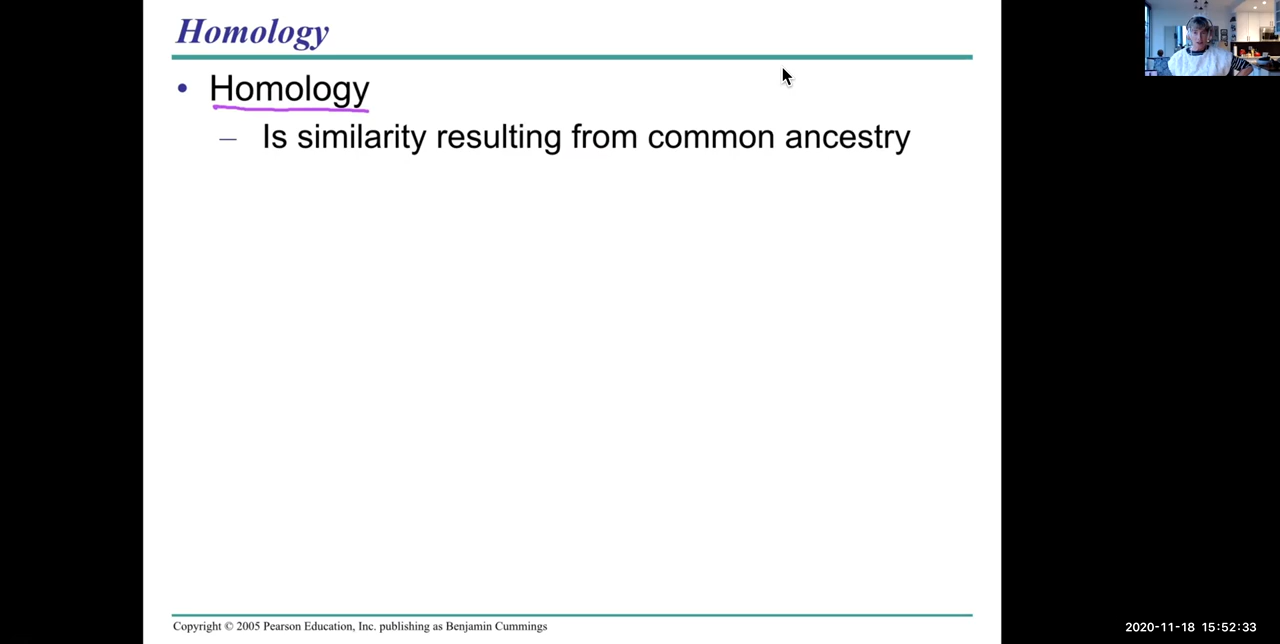 Homology
• Homology
– Is similarity resulting from common ancestry
Copyright © 2005 Pearson Education, Inc. publishing as Benjamin Cummings
2020-11-18 15:52:33